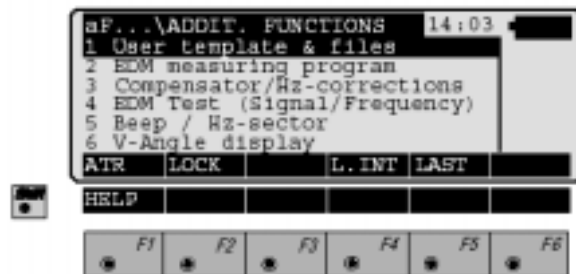 aF...\ADDIT. FUNCTIONS 14:03
1 User template & files
2 EDM measuring program
3 Compensator/Hz-corrections
4 EDM Test (Signal/Frequency)
5 Beep / Hz-sector
6 V-Angle display
ATR LOCK L.INT LAST
HELP
F1 F2 F3 F4 F5 F6